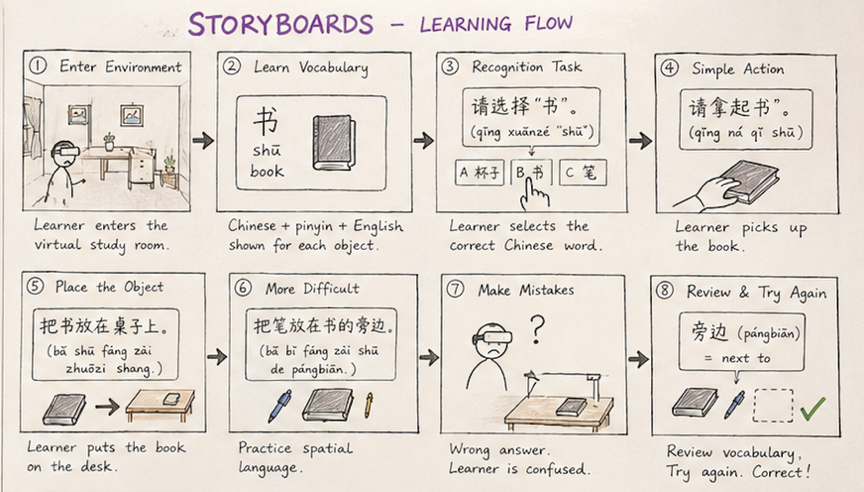 STORYBOARDS – LEARNING FLOW
① Enter Environment
Learner enters the
virtual study room.
② Learn Vocabulary
书
shū
book
Chinese + pinyin + English
shown for each object.
③ Recognition Task
请选择“书”。
(qǐng xuǎnzé "shū")
A 杯子
B 书
C 笔
Learner selects the
correct Chinese word.
④ Simple Action
请拿起书”。
(qǐng ná qǐ shū)
Learner picks up
the book.
⑤ Place the Object
把书放在桌子上。
(bǎ shū fáng zài
zhuōzi shang.)
Learner puts the book
on the desk.
⑥ More Difficult
把笔放在书的旁边。
(bǎ bǐ fáng zài shū
de pángbiān.)
Practice spatial
language.
⑦ Make Mistakes
?
Wrong answer.
Learner is confused.
⑧ Review & Try Again
旁边 (pángbiān)
= next to
Review vocabulary,
Try again. Correct!